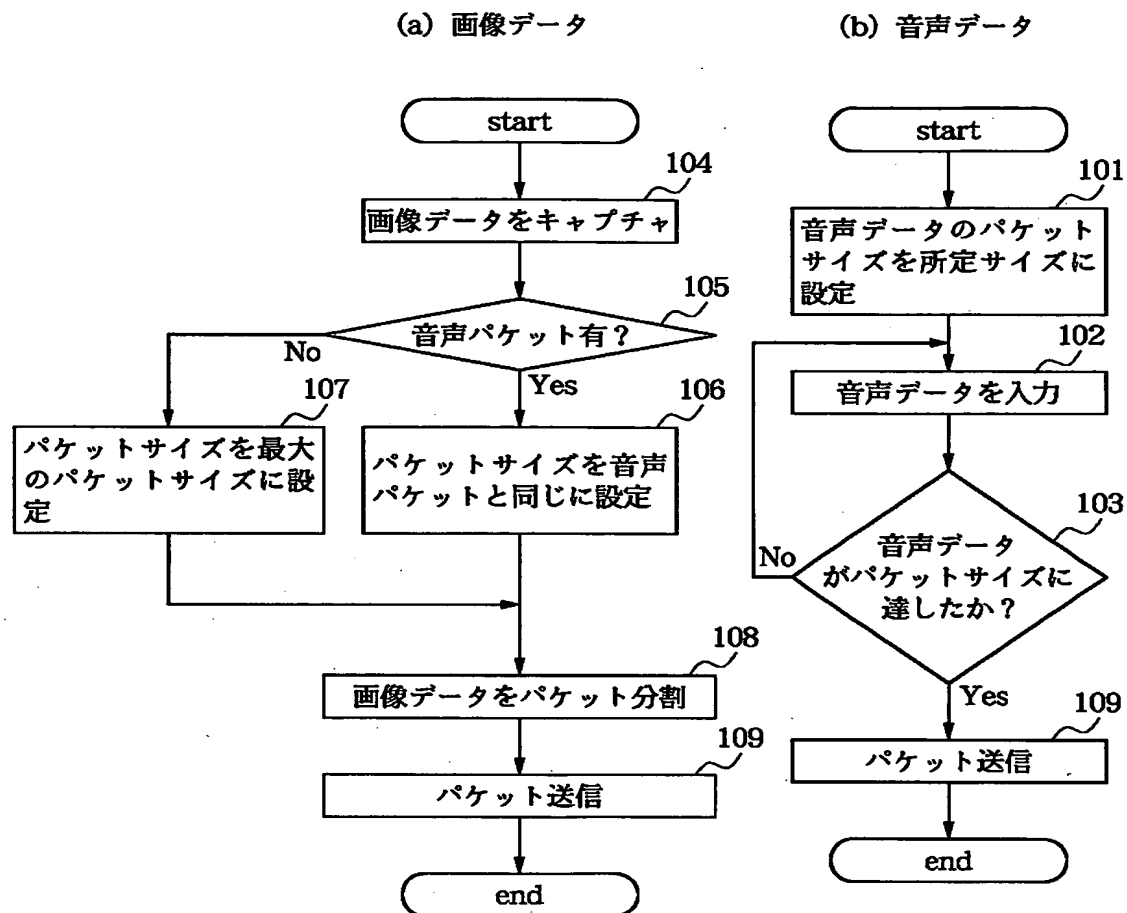 (a) 画像データ
start
104
画像データをキャプチャ
105
音声パケット有？
No
Yes
107
パケットサイズを最大
のパケットサイズに設
定
106
パケットサイズを音声
パケットと同じに設定
108
画像データをパケット分割
109
パケット送信
end
(b) 音声データ
start
101
音声データのパケット
サイズを所定サイズに
設定
102
音声データを入力
103
音声データ
がパケットサイズに
達したか？
No
Yes
109
パケット送信
end